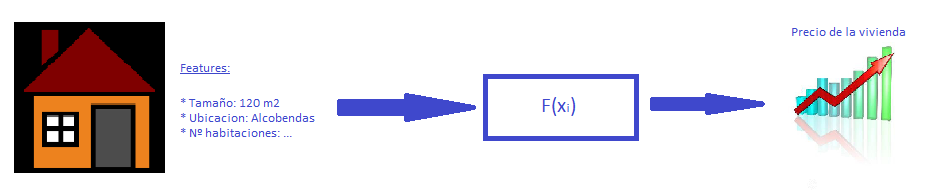 Features:
* Tamaño: 120 m2
* Ubicacion: Alcobendas
* Nº habitaciones: ...
F(xi)
Precio de la vivienda